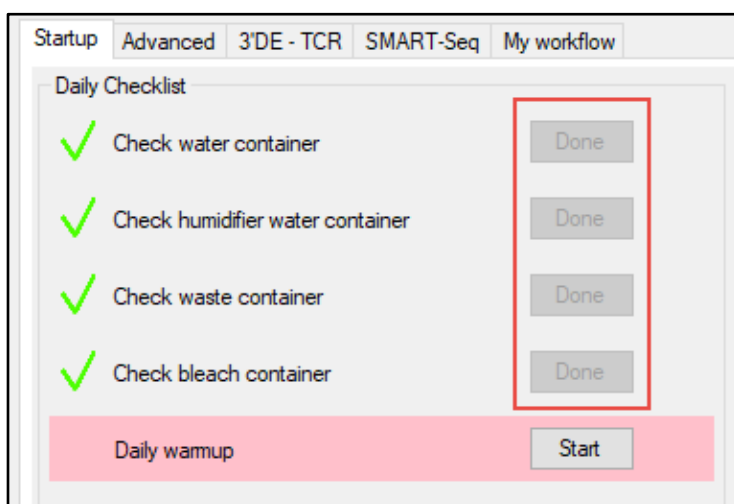 Startup Advanced 3'DE - TCR SMART-Seq My workflow
Daily Checklist
Check water container Done
Check humidifier water container Done
Check waste container Done
Check bleach container Done
Daily warmup Start